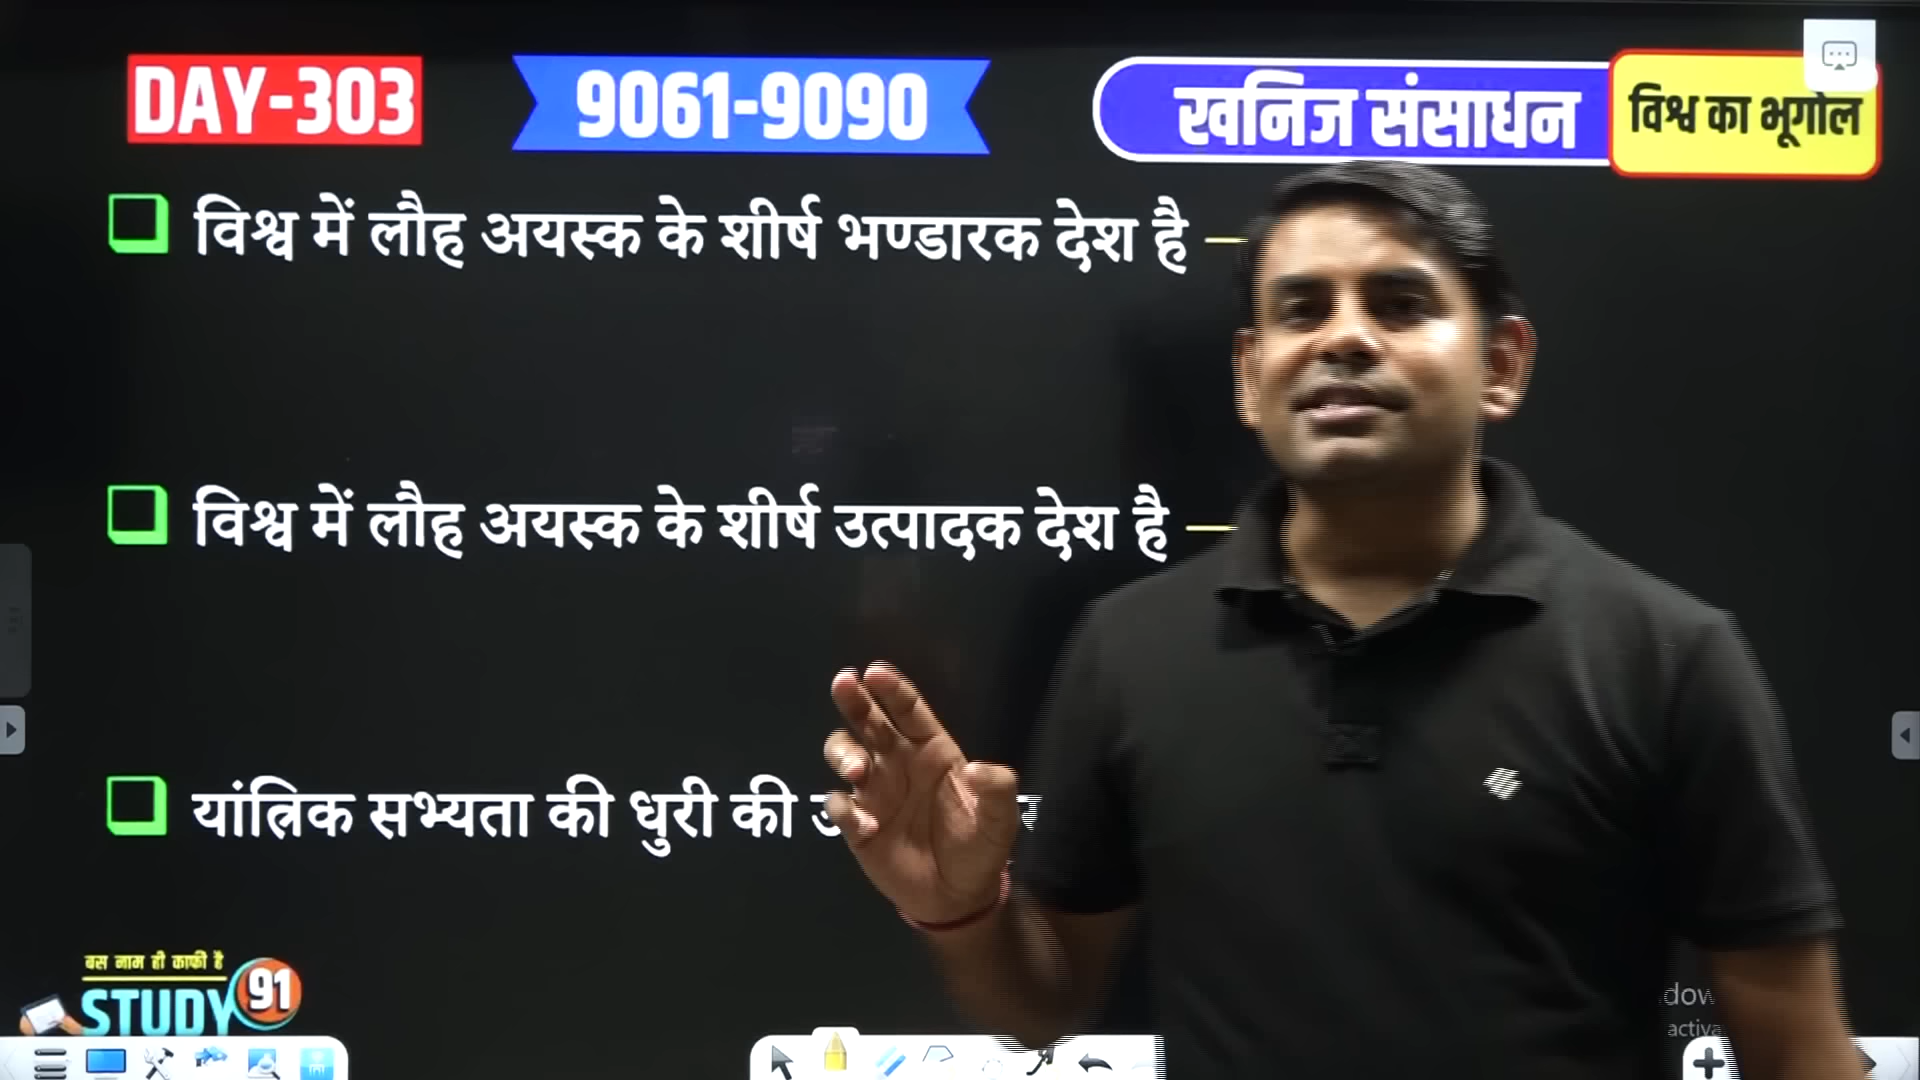 DAY-303
9061-9090
खनिज संसाधन
विश्व का भूगोल
विश्व में लौह अयस्क के शीर्ष भण्डारक देश है –
विश्व में लौह अयस्क के शीर्ष उत्पादक देश है –
यांत्रिक सभ्यता की धुरी की
बस नाम ही काफी है
STUDY 91